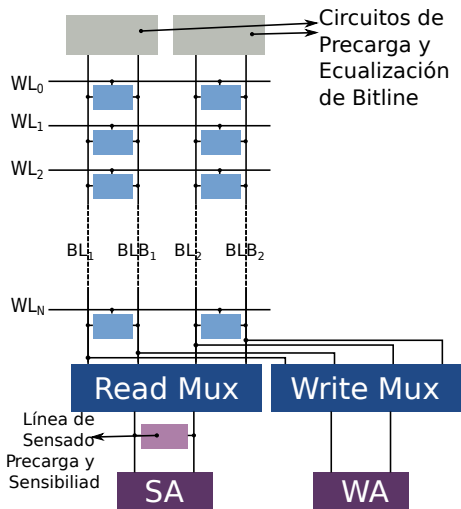 Circuitos de
Precarga y
Ecualización
de Bitline
WL0
WL1
WL2
BL1 BLB1 BL2 BLB2
WLN
Read Mux Write Mux
Línea de
Sensado
Precarga y
Sensibiliad
SA WA